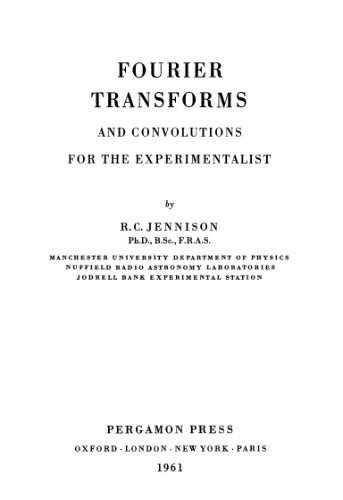 FOURIER
TRANSFORMS
AND CONVOLUTIONS
FOR THE EXPERIMENTALIST
by
R.C. JENNISON
Ph.D., B.Sc., F.R.A.S.
MANCHESTER UNIVERSITY DEPARTMENT OF PHYSICS
NUFFIELD RADIO ASTRONOMY LABORATORIES
JODRELL BANK EXPERIMENTAL STATION
PERGAMON PRESS
OXFORD · LONDON · NEW YORK · PARIS
1961